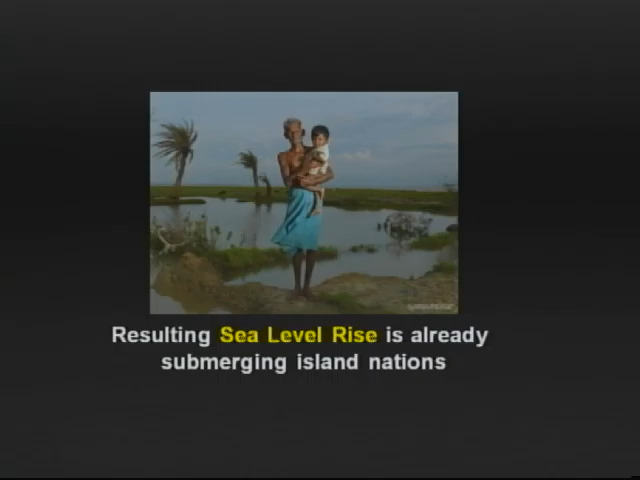 Resulting Sea Level Rise is already
submerging island nations